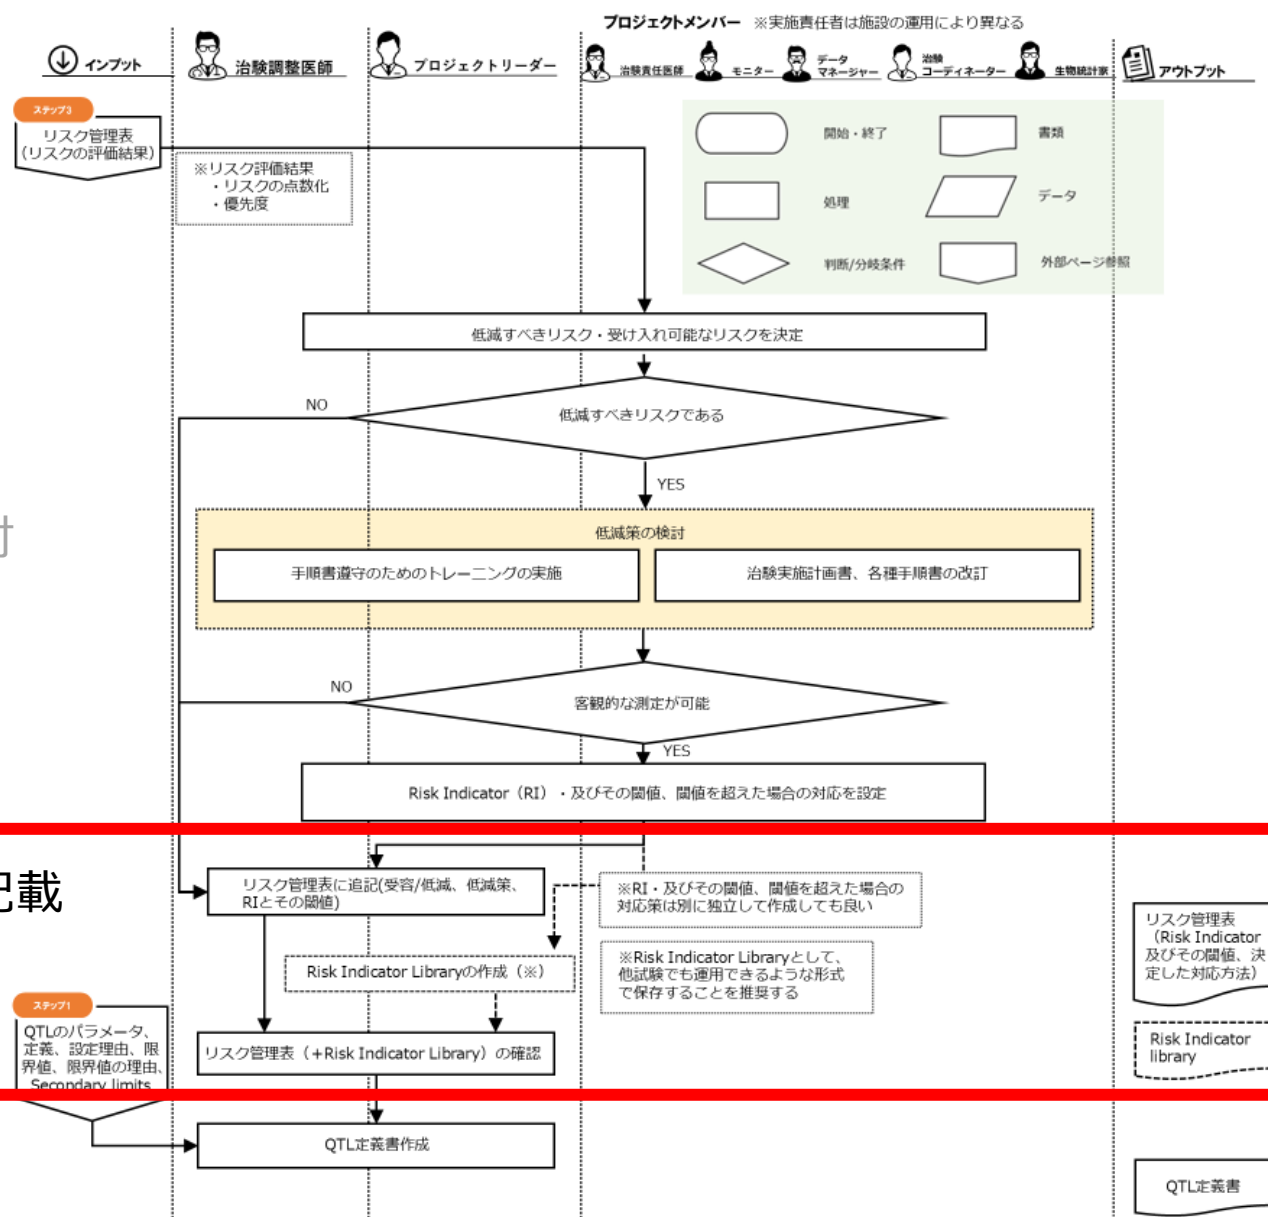 プロジェクトメンバー ※実施責任者は施設の運用により異なる
インプット
治験調整医師
プロジェクトリーダー
治験責任医師
モニター
データ
マネージャー
治験
コーディネーター
生物統計家
アウトプット
ステップ3
リスク管理表
(リスクの評価結果)
※リスク評価結果
・リスクの点数化
・優先度
開始・終了
書類
処理
データ
判断/分岐条件
外部ページ参照
低減すべきリスク・受け入れ可能なリスクを決定
低減すべきリスクである
NO
YES
討
低減策の検討
手順書遵守のためのトレーニングの実施
治験実施計画書、各種手順書の改訂
客観的な測定が可能
NO
YES
Risk Indicator（RI）・及びその閾値、閾値を超えた場合の対応を設定
記載
リスク管理表に追記(受容/低減、低減策、
RIとその閾値)
※RI・及びその閾値、閾値を超えた場合の
対応策は別に独立して作成しても良い
Risk Indicator Libraryの作成（※）
※Risk Indicator Libraryとして、
他試験でも運用できるような形式
で保存することを推奨する
リスク管理表
（Risk Indicator
及びその閾値、決
定した対応方法）
ステップ1
QTLのパラメータ、
定義、設定理由、限
界値、限界値の理由、
Secondary limits
リスク管理表（+Risk Indicator Library）の確認
Risk Indicator
library
QTL定義書作成
QTL定義書